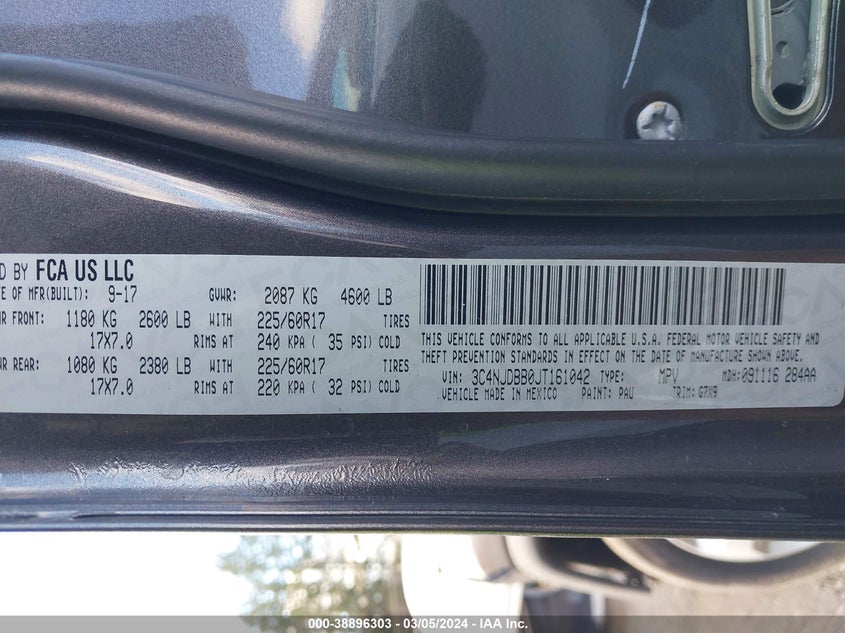 D BY FCA US LLC
E OF MFR(BUILT): 9-17 GVWR: 2087 KG 4600 LB
R FRONT: 1180 KG 2600 LB WITH 225/60R17 TIRES
17X7.0 RIMS AT 240 KPA ( 35 PSI) COLD
R REAR: 1080 KG 2380 LB WITH 225/60R17 TIRES
17X7.0 RIMS AT 220 KPA ( 32 PSI) COLD
THIS VEHICLE CONFORMS TO ALL APPLICABLE U.S.A. FEDERAL MOTOR VEHICLE SAFETY AND
THEFT PREVENTION STANDARDS IN EFFECT ON THE DATE OF MANUFACTURE SHOWN ABOVE.
VIN: 3C4NJDBB0JT161042 TYPE: MPV MDH: 091116 284AA
VEHICLE MADE IN MEXICO PAINT: PAU TRIM: G7X9
000-38896303 — 03/05/2024 — IAA Inc.